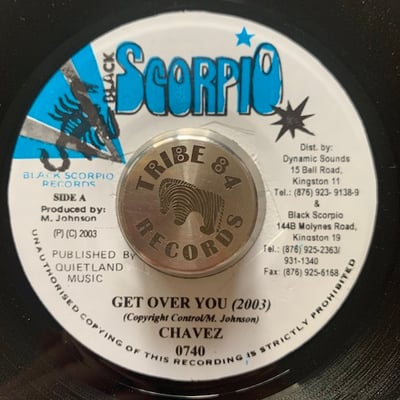 BLACK
SCORPIO
BLACK SCORPIO
RECORDS
SIDE A
Produced by:
M. Johnson
(P) (C) 2003
PUBLISHED BY
QUIETLAND
MUSIC
TRIBE 84
RECORDS
Dist. by:
Dynamic Sounds
15 Bell Road,
Kingston 11
Tel.: (876) 923- 9138-9
&
Black Scorpio
144B Molynes Road,
Kingston 19
Tel.: (876) 925-2363/
931-1340
Fax: (876) 925-6168
GET OVER YOU (2003)
(Copyright Control/M. Johnson)
CHAVEZ
0740
UNAUTHORISED COPYING OF THIS RECORDING IS STRICTLY PROHIBITED